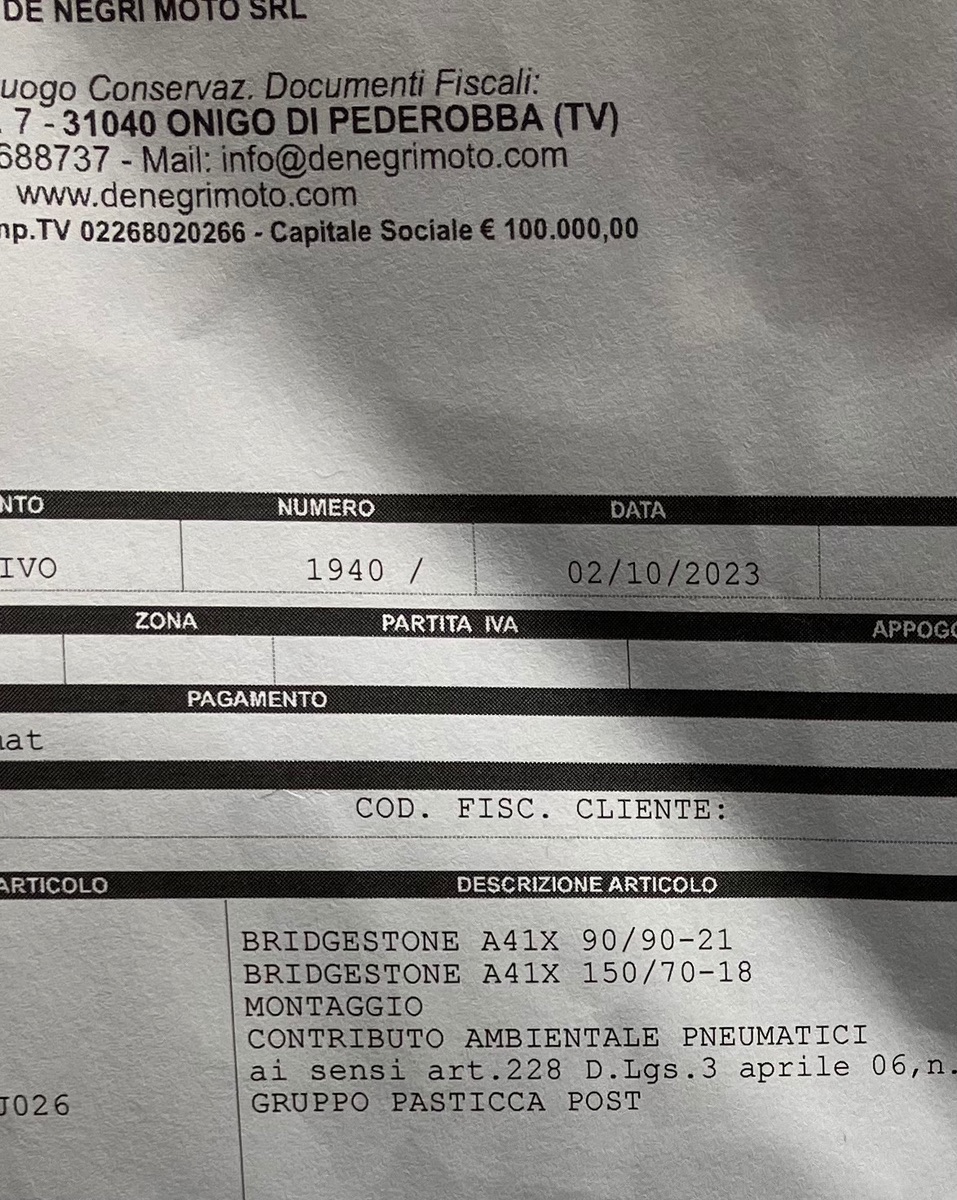 DE NEGRI MOTO SRL
uogo Conservaz. Documenti Fiscali:
. 7 - 31040 ONIGO DI PEDEROBBA (TV)
688737 - Mail: info@denegrimoto.com
www.denegrimoto.com
mp.TV 02268020266 - Capitale Sociale € 100.000,00
NTO NUMERO DATA
IVO 1940 / 02/10/2023
ZONA PARTITA IVA APPOGG
PAGAMENTO
mat
COD. FISC. CLIENTE:
ARTICOLO DESCRIZIONE ARTICOLO
BRIDGESTONE A41X 90/90-21
BRIDGESTONE A41X 150/70-18
MONTAGGIO
CONTRIBUTO AMBIENTALE PNEUMATICI
ai sensi art.228 D.Lgs.3 aprile 06,n.
J026 GRUPPO PASTICCA POST